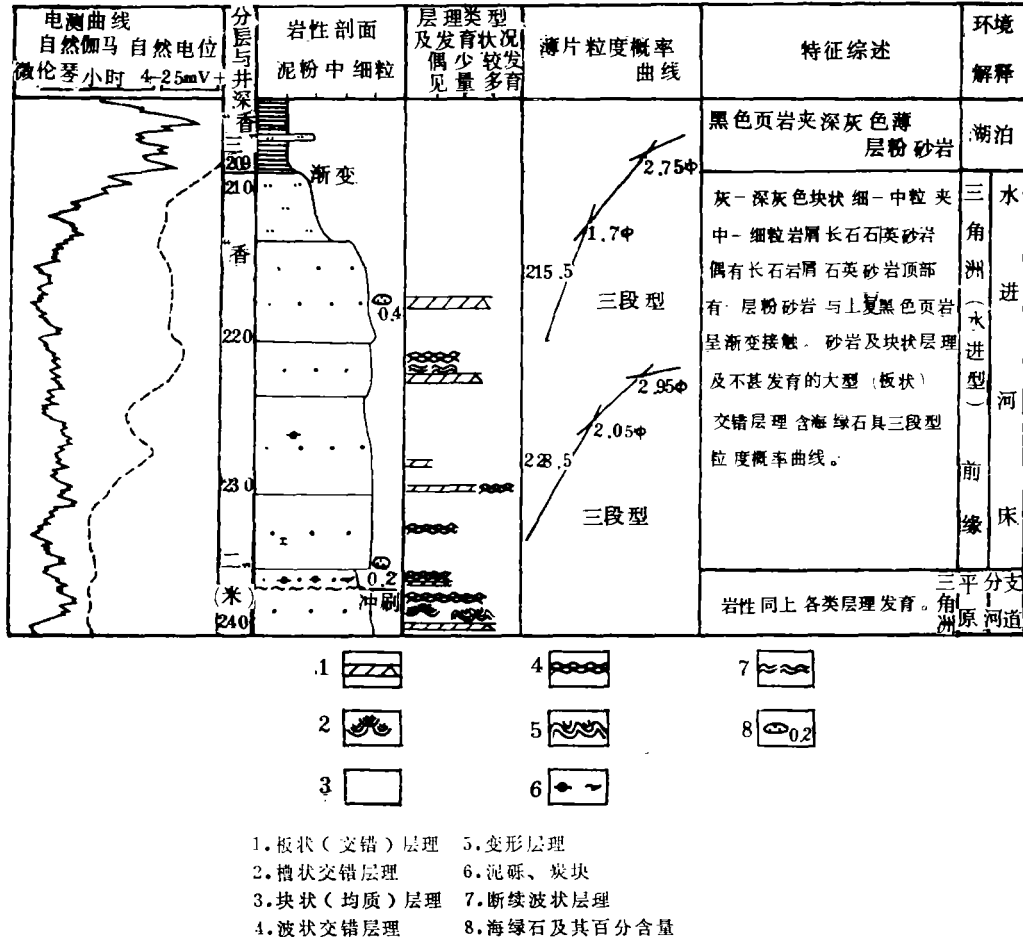 电测曲线
自然伽马 自然电位
微伦琴小时 4-25mV+
分层与井深
岩性剖面
泥粉中细粒
层理类型
及发育状况
偶少较发
见量多育
薄片粒度概率
曲线
特征综述
环境
解释
香
三
209
210
香
220
230
二
(米)
240
渐变
0.4
0.2
冲刷
2.75Φ
1.7Φ
215.5
三段型
2.95Φ
2.05Φ
228.5
三段型
黑色页岩夹深灰色薄
层粉砂岩
湖泊
灰-深灰色块状细-中粒夹
中-细粒岩屑长石石英砂岩
偶有长石岩屑石英砂岩顶部
有一层粉砂岩与上复黑色页岩
呈渐变接触。砂岩及块状层理
及不甚发育的大型(板状)
交错层理含海绿石具三段型
粒度概率曲线。
三角洲(水进型)前缘
水进河床
岩性同上各类层理发育。
三角洲
平原
分支
河道
1
4
7
2
5
8 0.2
3
6
1.板状(交错)层理 5.变形层理
2.槽状交错层理 6.泥砾、炭块
3.块状(均质)层理 7.断续波状层理
4.波状交错层理 8.海绿石及其百分含量